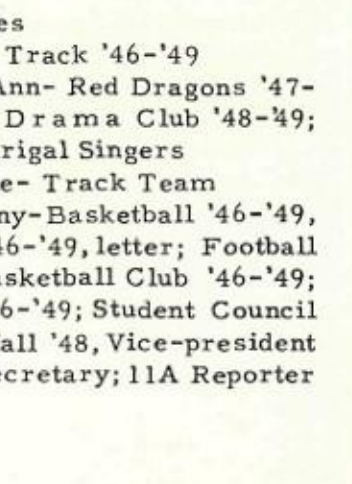 es
Track '46-'49
Ann- Red Dragons '47-
Drama Club '48-'49;
rigal Singers
e- Track Team
ny-Basketball '46-'49,
46-'49, letter; Football
asketball Club '46-'49;
6-'49; Student Council
all '48, Vice-president
ecretary; 11A Reporter